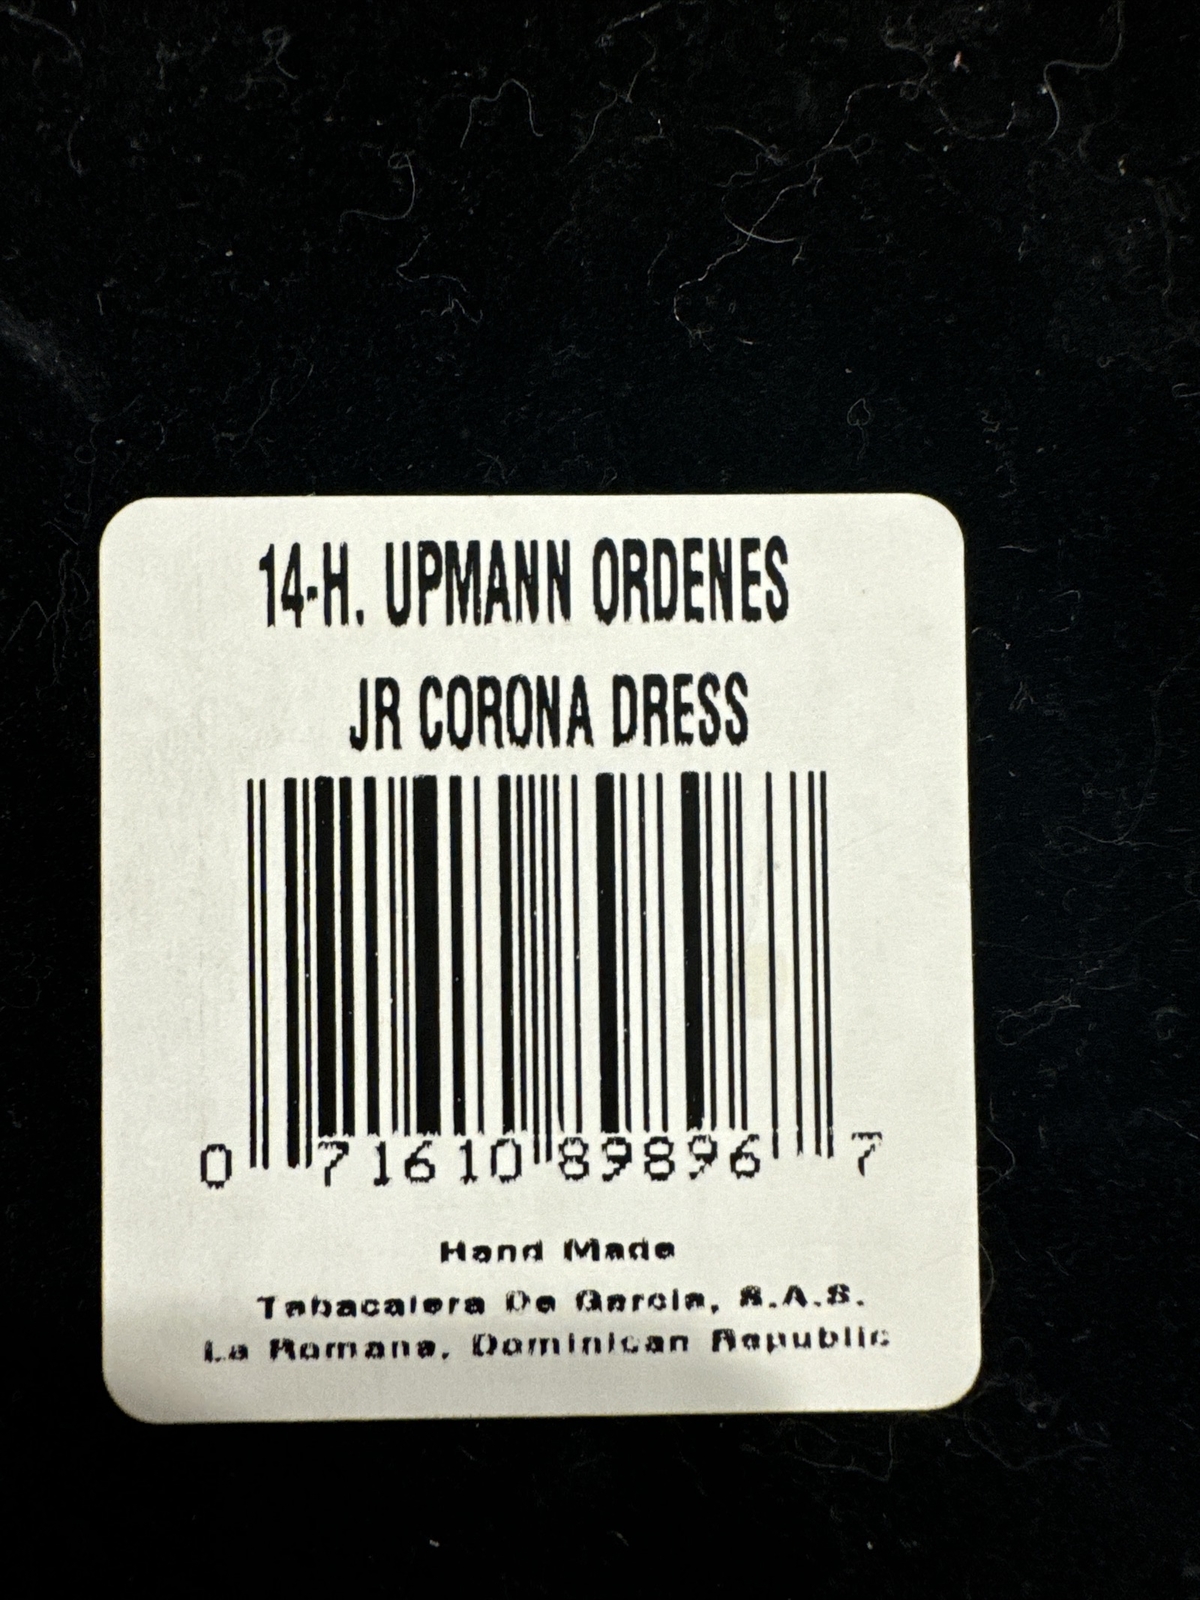 14-H. UPMANN ORDENES
JR CORONA DRESS
0 71610 89896 7
Hand Made
Tabacalera De Garcia, S.A.S.
La Romana, Dominican Republic